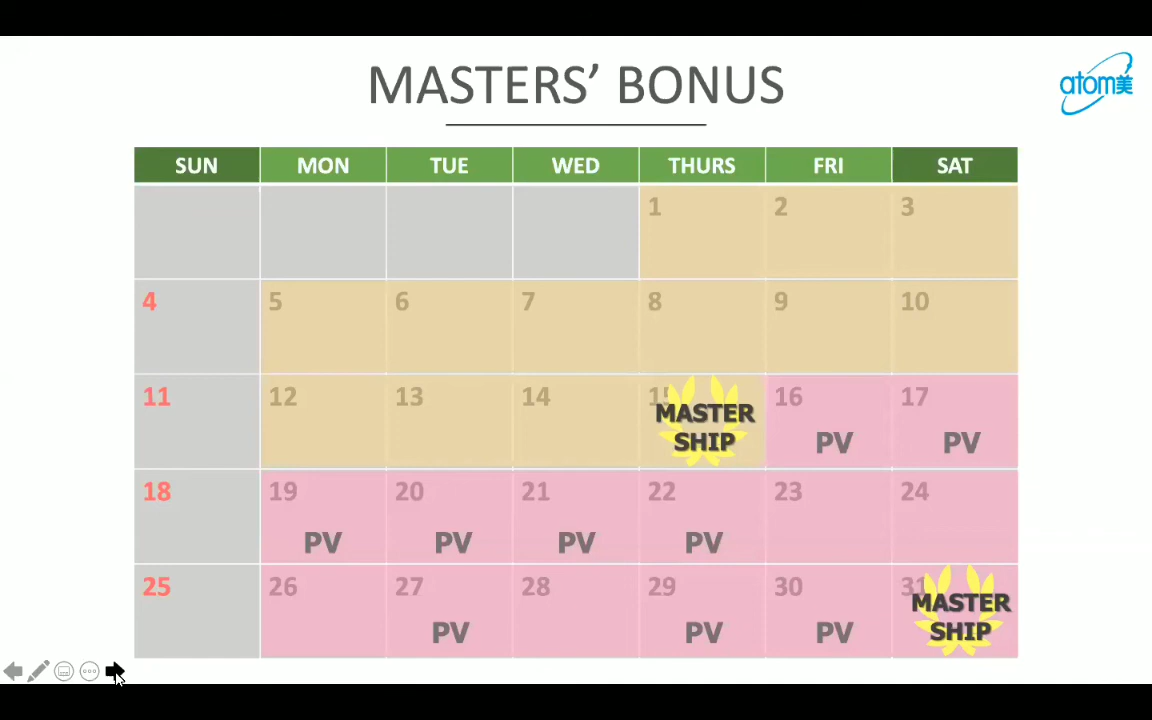 MASTERS’ BONUS
atom美
SUN MON TUE WED THURS FRI SAT
1 2 3
4 5 6 7 8 9 10
11 12 13 14 15 16 17
MASTER
SHIP
PV PV
18 19 20 21 22 23 24
PV PV PV PV
25 26 27 28 29 30 31
MASTER
SHIP
PV PV PV